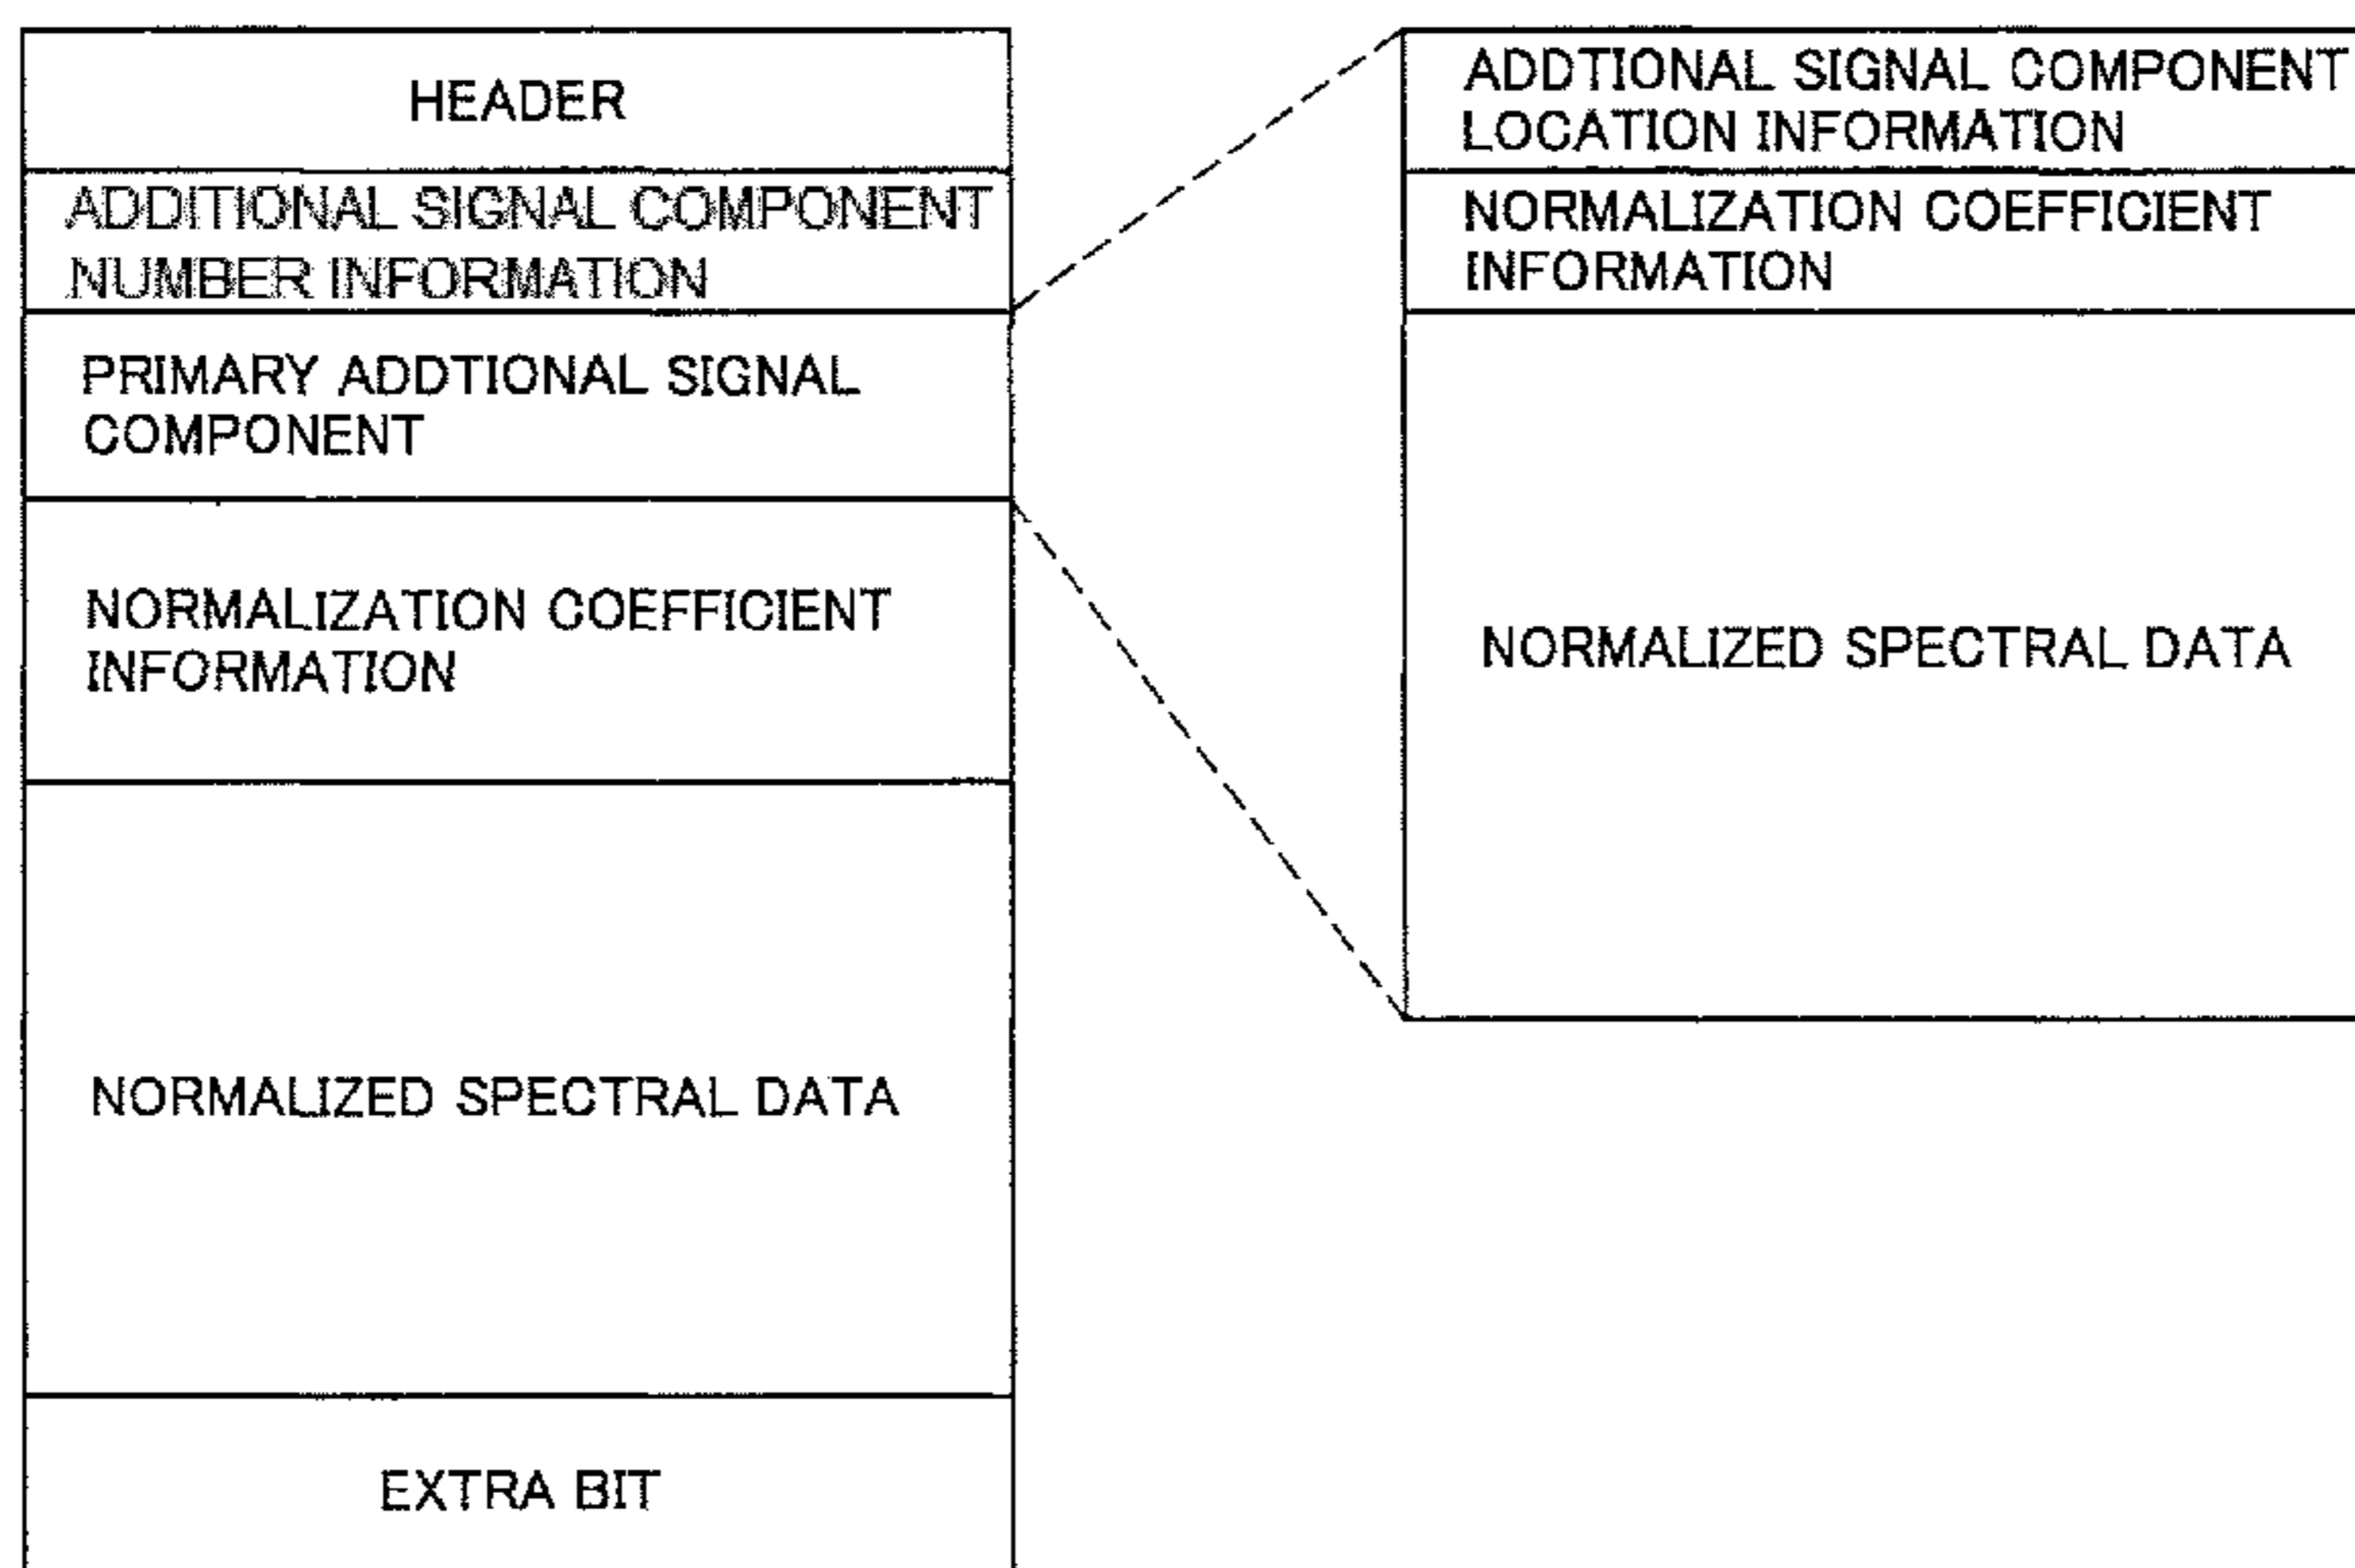 HEADER
ADDITIONAL SIGNAL COMPONENT
NUMBER INFORMATION
PRIMARY ADDTIONAL SIGNAL
COMPONENT
NORMALIZATION COEFFICIENT
INFORMATION
NORMALIZED SPECTRAL DATA
EXTRA BIT
ADDTIONAL SIGNAL COMPONENT
LOCATION INFORMATION
NORMALIZATION COEFFICIENT
INFORMATION
NORMALIZED SPECTRAL DATA